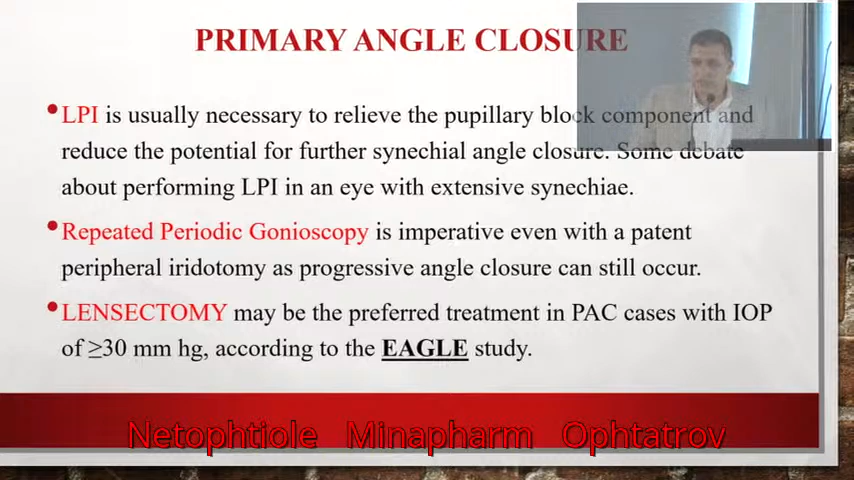 PRIMARY ANGLE CLOSURE
•LPI is usually necessary to relieve the pupillary block component and
reduce the potential for further synechial angle closure. Some debate
about performing LPI in an eye with extensive synechiae.
•Repeated Periodic Gonioscopy is imperative even with a patent
peripheral iridotomy as progressive angle closure can still occur.
•LENSECTOMY may be the preferred treatment in PAC cases with IOP
of ≥30 mm hg, according to the EAGLE study.
Netophtiole Minapharm Ophtatrov